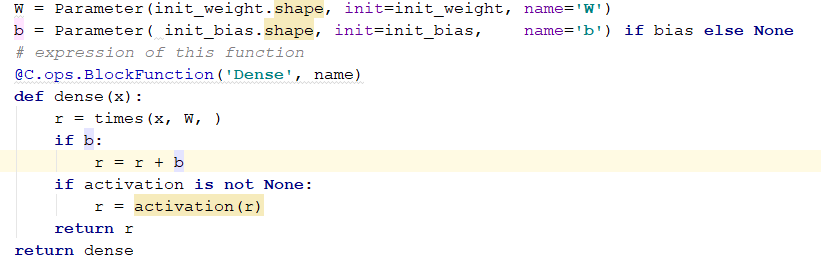 W = Parameter(init_weight.shape, init=init_weight, name='W')
b = Parameter( init_bias.shape, init=init_bias,    name='b') if bias else None
# expression of this function
@C.ops.BlockFunction('Dense', name)
def dense(x):
    r = times(x, W, )
    if b:
        r = r + b
    if activation is not None:
        r = activation(r)
    return r
return dense